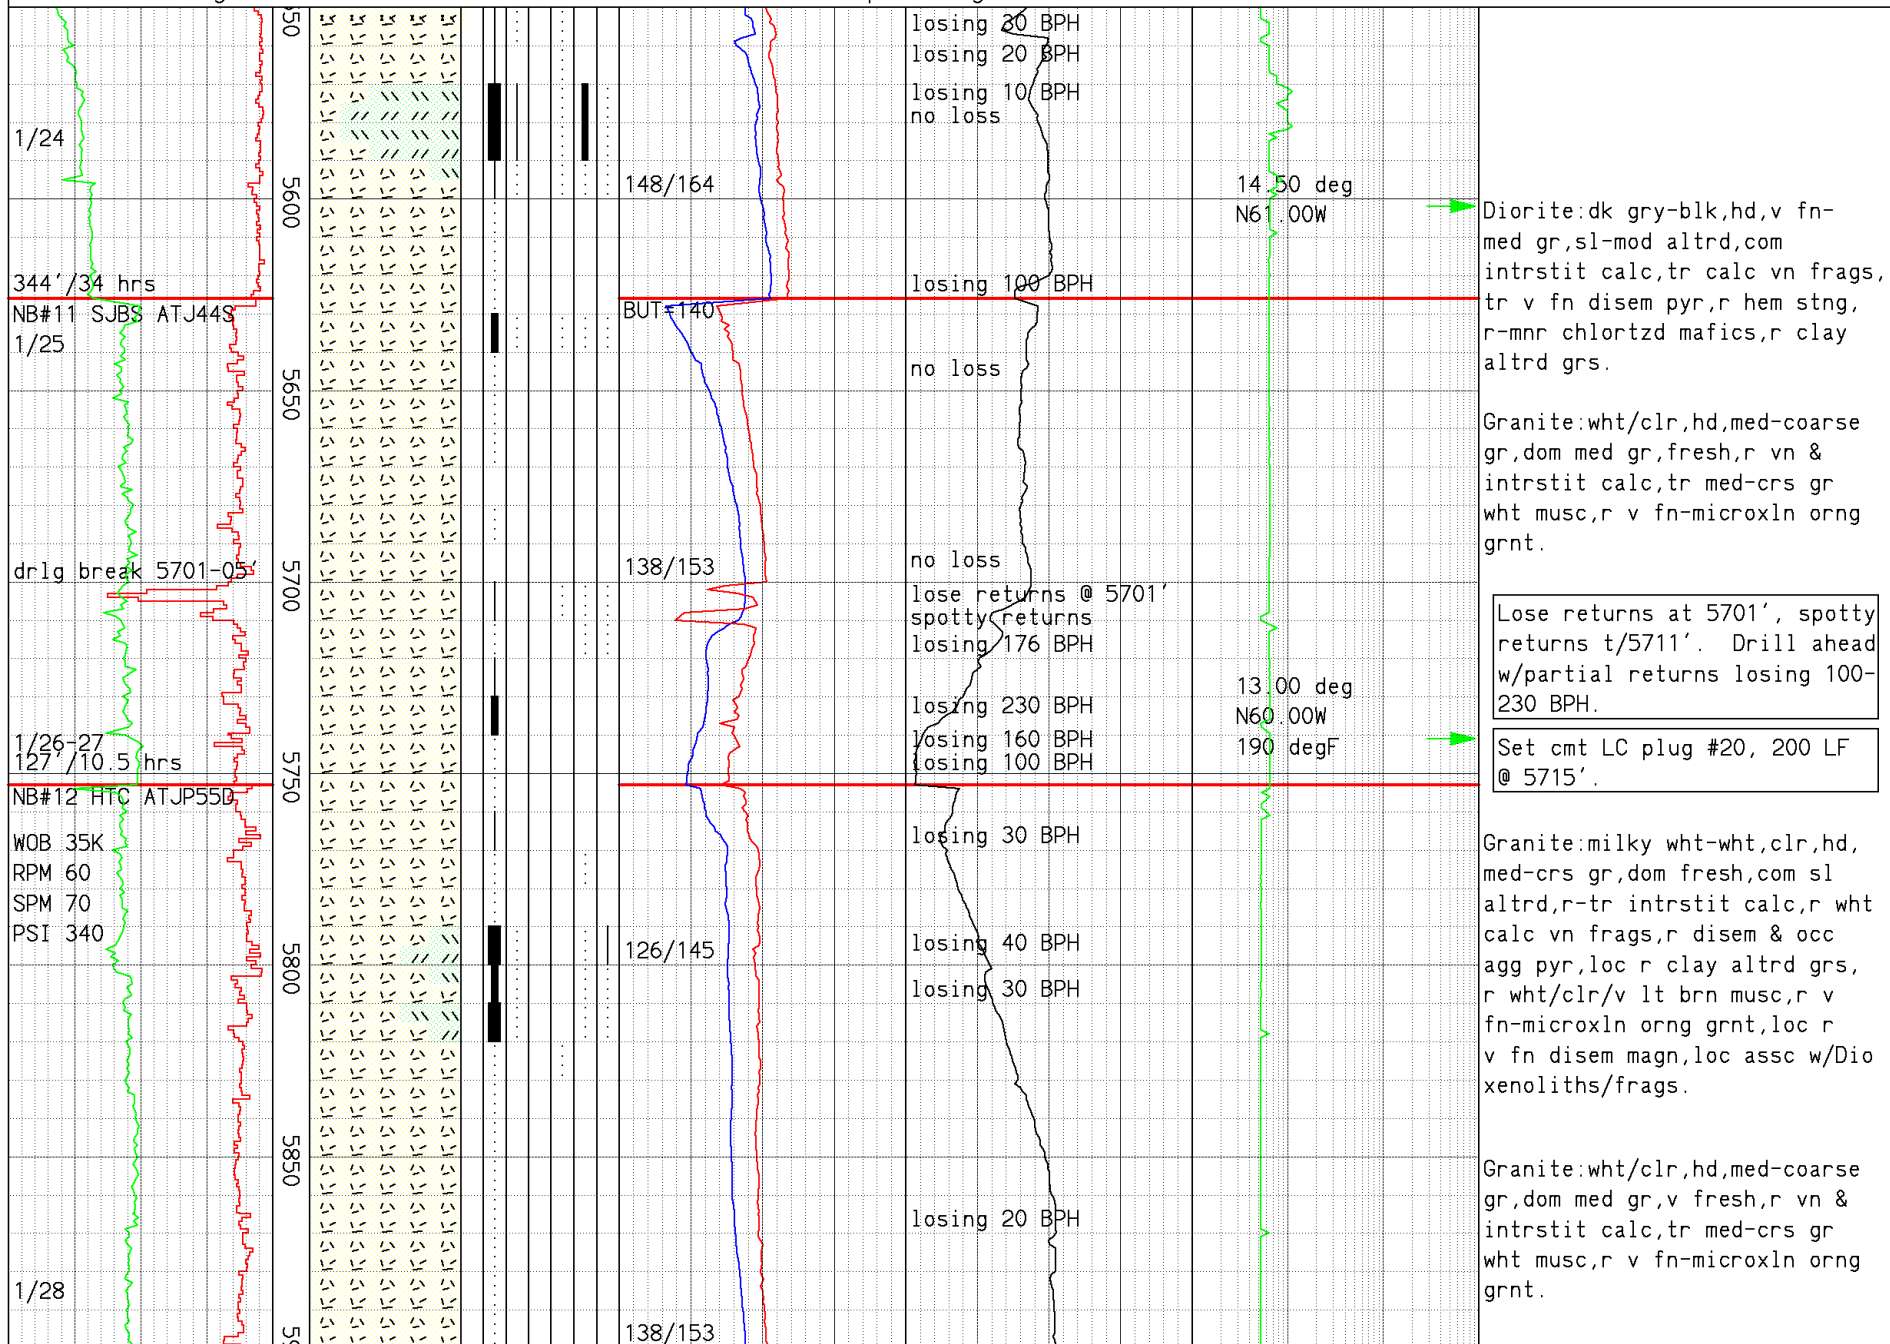 losing 30 BPH
losing 20 BPH
losing 10 BPH
no loss
1/24
148/164
14.50 deg
N61.00W
5600
344'/34 hrs
losing 100 BPH
NB#11 SJBS ATJ44S
BUT=140
1/25
no loss
5650
Diorite:dk gry-blk,hd,v fn-
med gr,sl-mod altrd,com
intrstit calc,tr calc vn frags,
tr v fn disem pyr,r hem stng,
r-mnr chlortzd mafics,r clay
altrd grs.
Granite:wht/clr,hd,med-coarse
gr,dom med gr,fresh,r vn &
intrstit calc,tr med-crs gr
wht musc,r v fn-microxln orng
grnt.
drlg break 5701-05'
138/153
no loss
5700
lose returns @ 5701'
spotty returns
losing 176 BPH
Lose returns at 5701', spotty
returns t/5711'.  Drill ahead
w/partial returns losing 100-
230 BPH.
losing 230 BPH
13.00 deg
N60.00W
190 degF
1/26-27
127'/10.5 hrs
losing 160 BPH
losing 100 BPH
Set cmt LC plug #20, 200 LF
@ 5715'.
5750
NB#12 HTC ATJP55D
WOB 35K
RPM 60
SPM 70
PSI 340
losing 30 BPH
126/145
losing 40 BPH
5800
losing 30 BPH
Granite:milky wht-wht,clr,hd,
med-crs gr,dom fresh,com sl
altrd,r-tr intrstit calc,r wht
calc vn frags,r disem & occ
agg pyr,loc r clay altrd grs,
r wht/clr/v lt brn musc,r v
fn-microxln orng grnt,loc r
v fn disem magn,loc assc w/Dio
xenoliths/frags.
5850
losing 20 BPH
Granite:wht/clr,hd,med-coarse
gr,dom med gr,v fresh,r vn &
intrstit calc,tr med-crs gr
wht musc,r v fn-microxln orng
grnt.
1/28
138/153